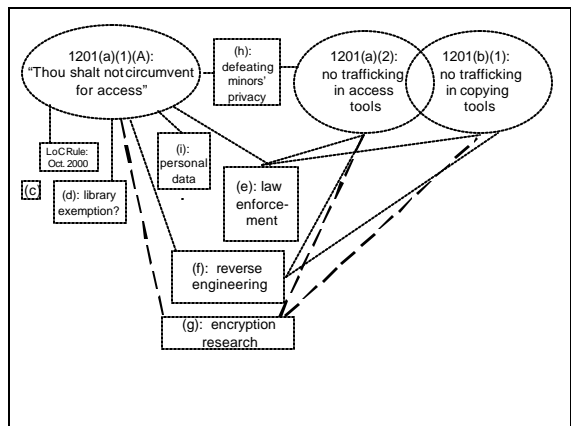 1201(a)(1)(A):
“Thou shalt not circumvent
for access”
(h):
defeating
minors’
privacy
1201(a)(2):
no trafficking
in access
tools
1201(b)(1):
no trafficking
in copying
tools
LoC Rule:
Oct. 2000
(c)
(d): library
exemption?
(i):
personal
data
(e): law
enforce-
ment
(f): reverse
engineering
(g): encryption
research